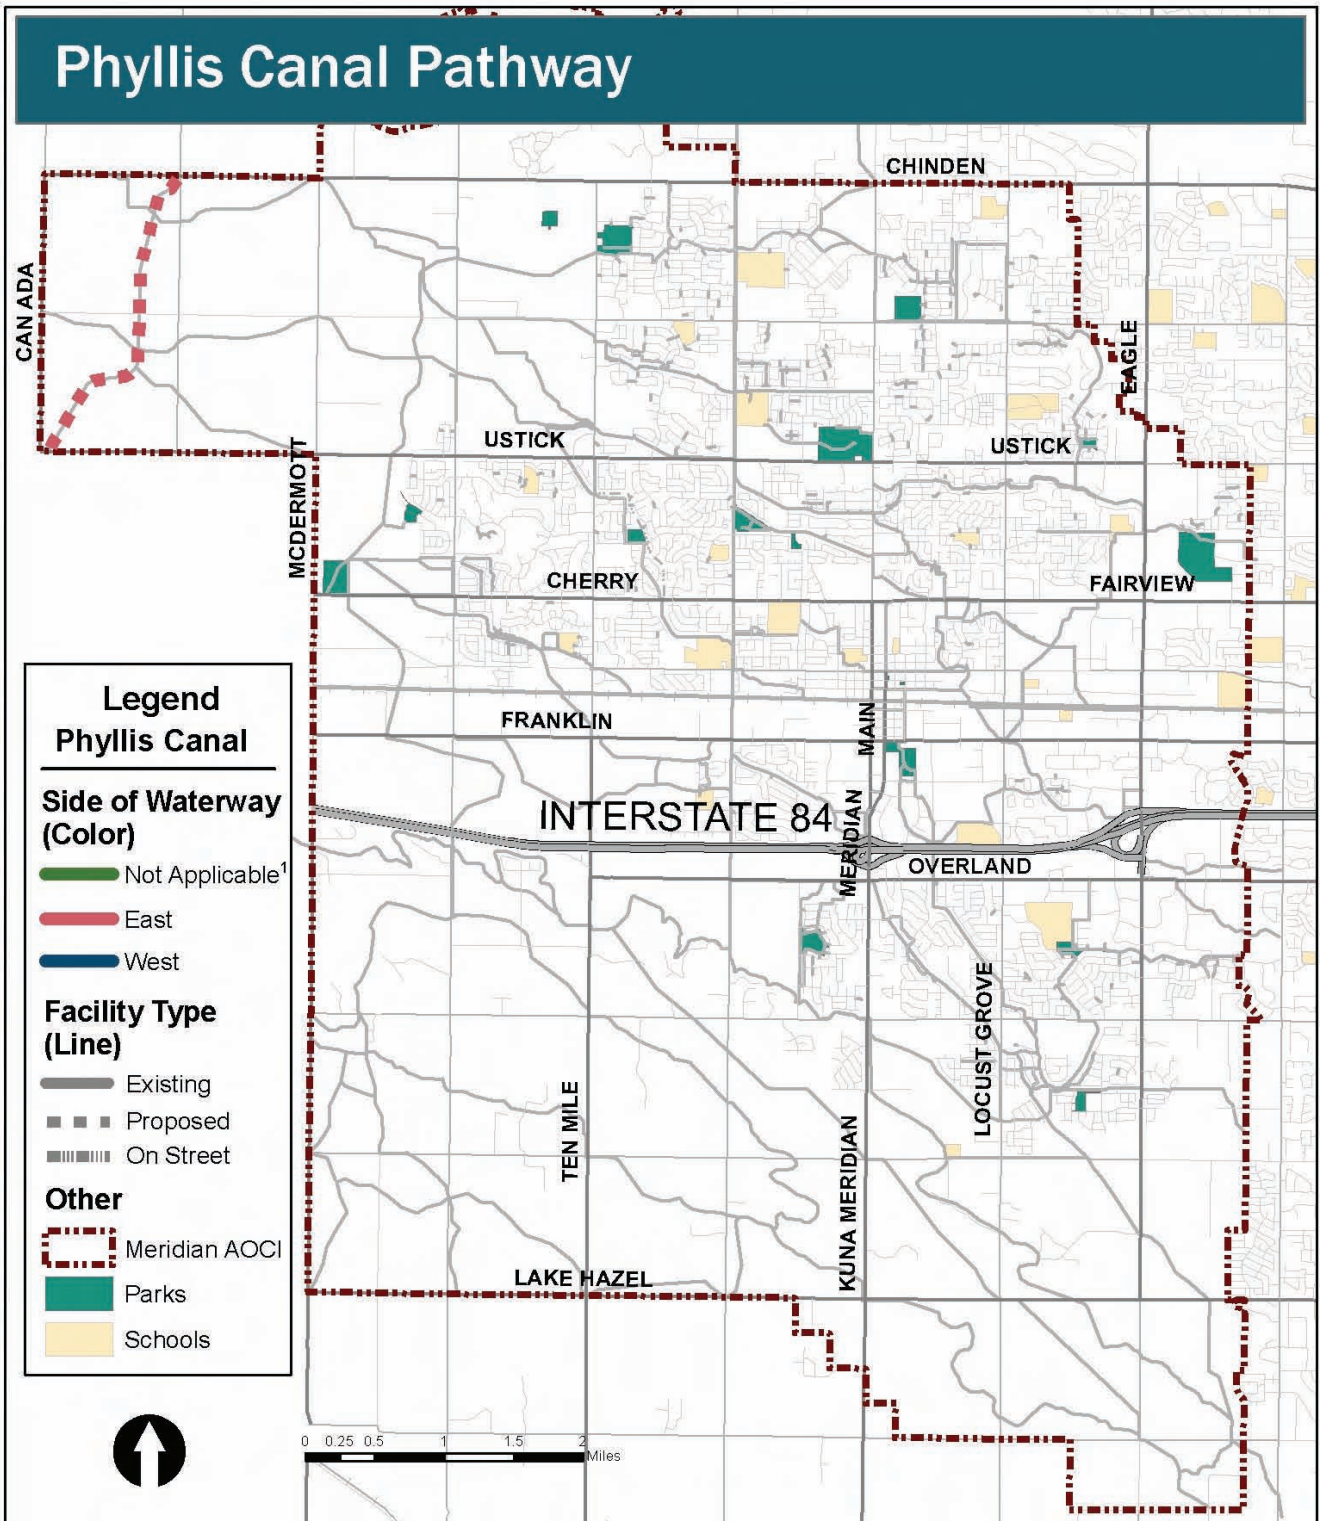 Phyllis Canal Pathway
CHINDEN
CAN ADA
EAGLE
USTICK
USTICK
MCDERMOTT
CHERRY
FAIRVIEW
FRANKLIN
MAIN
INTERSTATE 84
MERIDIAN
OVERLAND
LOCUST GROVE
TEN MILE
KUNA MERIDIAN
LAKE HAZEL
Legend
Phyllis Canal
Side of Waterway
(Color)
Not Applicable¹
East
West
Facility Type
(Line)
Existing
Proposed
On Street
Other
Meridian AOCI
Parks
Schools
0 0.25 0.5 1 1.5 2
Miles